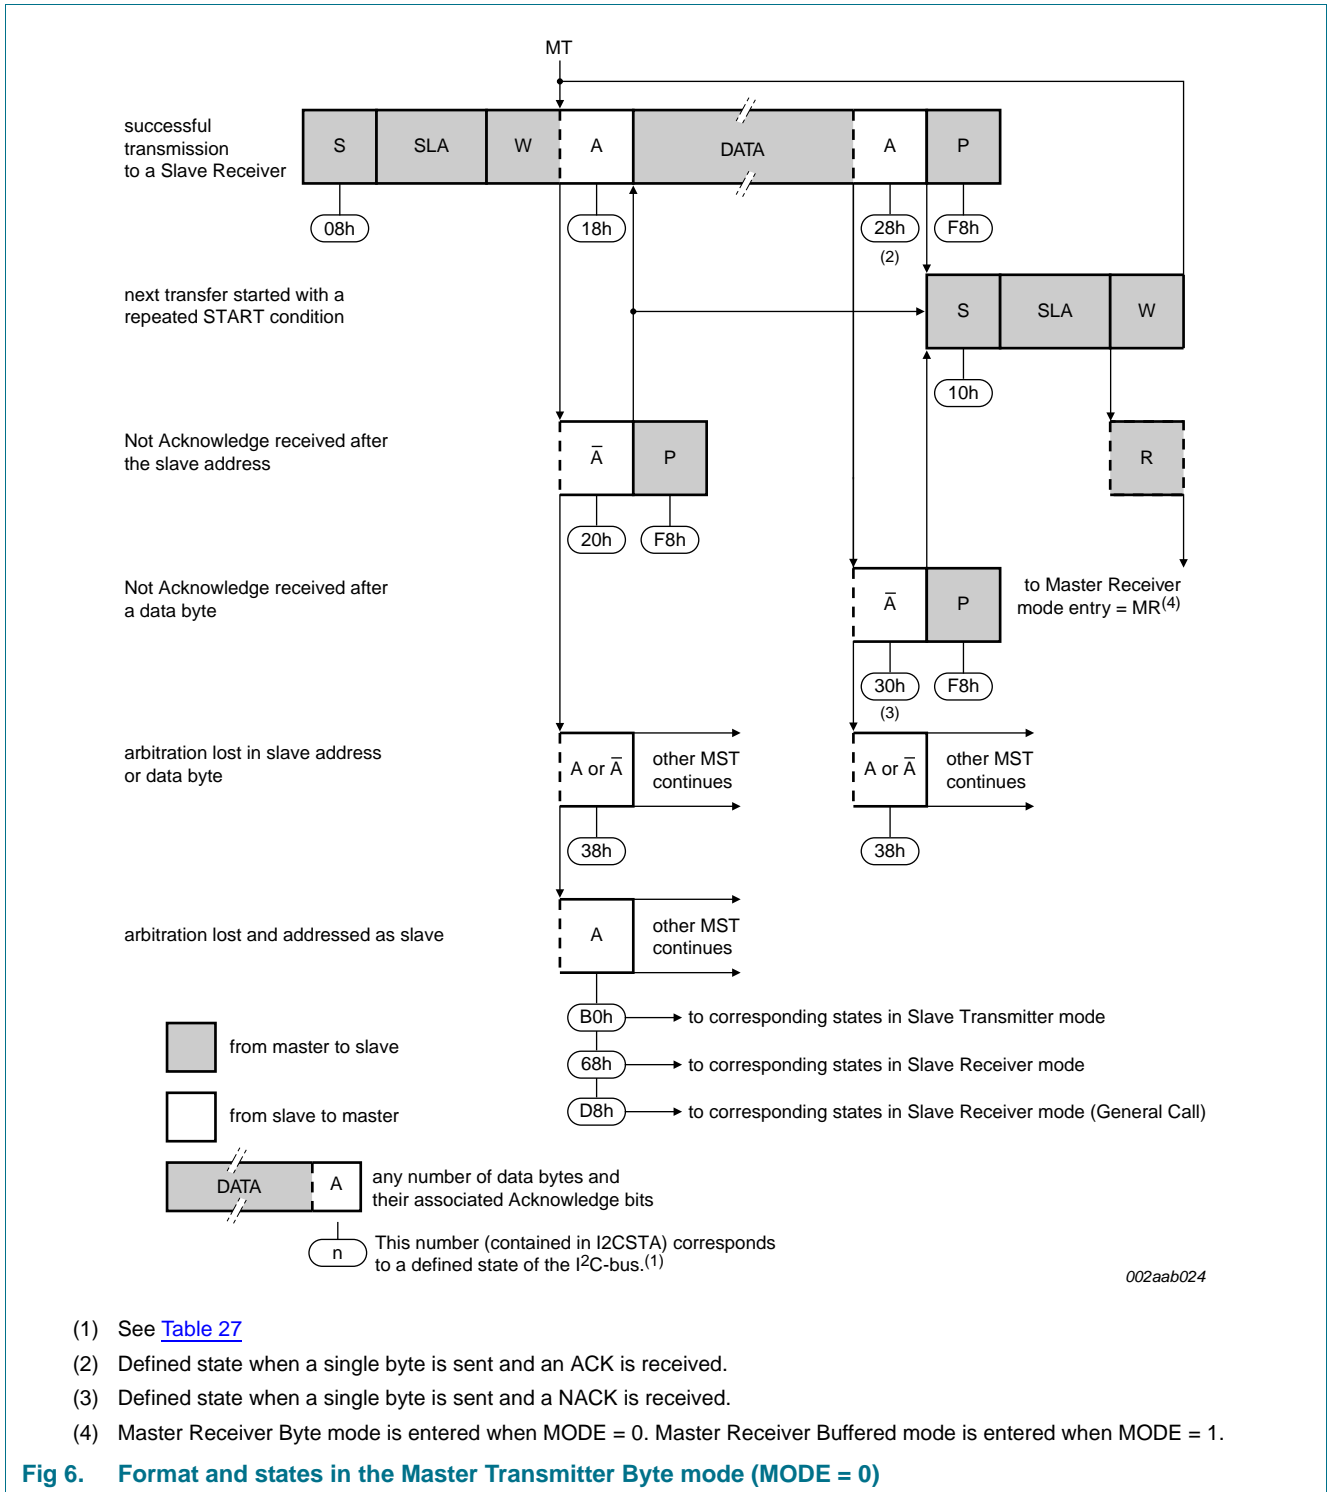 MT
successful
transmission
to a Slave Receiver
S SLA W A DATA A P
08h 18h 28h F8h
(2)
next transfer started with a
repeated START condition
S SLA W
10h
Not Acknowledge received after
the slave address
A̅ P R
20h F8h
Not Acknowledge received after
a data byte
A̅ P
to Master Receiver
mode entry = MR(4)
30h F8h
(3)
arbitration lost in slave address
or data byte
A or A̅
other MST
continues
A or A̅
other MST
continues
38h 38h
arbitration lost and addressed as slave
A
other MST
continues
B0h to corresponding states in Slave Transmitter mode
from master to slave
68h to corresponding states in Slave Receiver mode
from slave to master
D8h to corresponding states in Slave Receiver mode (General Call)
DATA A
any number of data bytes and
their associated Acknowledge bits
n
This number (contained in I2CSTA) corresponds
to a defined state of the I²C-bus.(1)
002aab024
(1) See Table 27
(2) Defined state when a single byte is sent and an ACK is received.
(3) Defined state when a single byte is sent and a NACK is received.
(4) Master Receiver Byte mode is entered when MODE = 0. Master Receiver Buffered mode is entered when MODE = 1.
Fig 6. Format and states in the Master Transmitter Byte mode (MODE = 0)